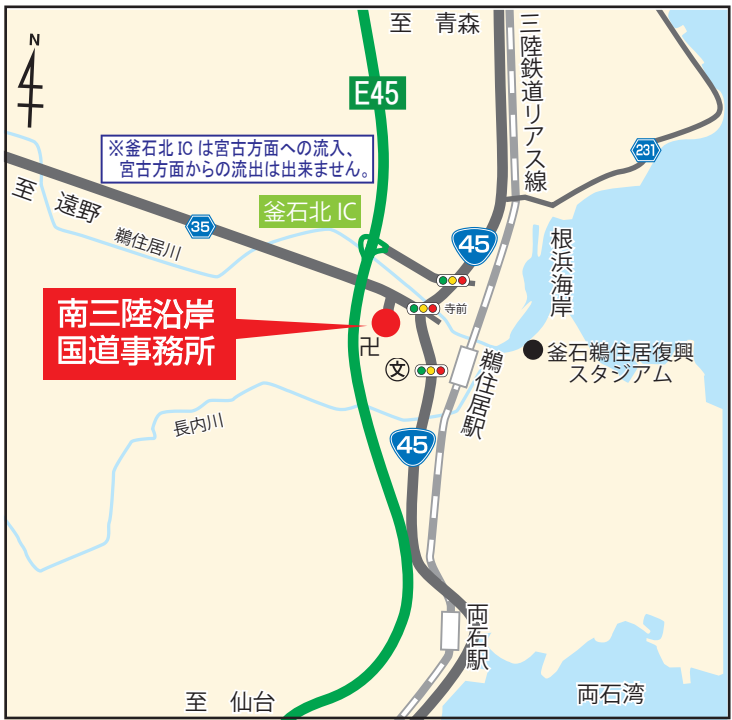 至 青森
N
三陸鉄道リアス線
E45
※釜石北 IC は宮古方面への流入、
宮古方面からの流出は出来ません。
231
至 遠野
35
釜石北 IC
鵜住居川
45
根浜海岸
寺前
南三陸沿岸
国道事務所
卍
文
鵜住居駅
釜石鵜住居復興
スタジアム
長内川
45
両石駅
両石湾
至 仙台